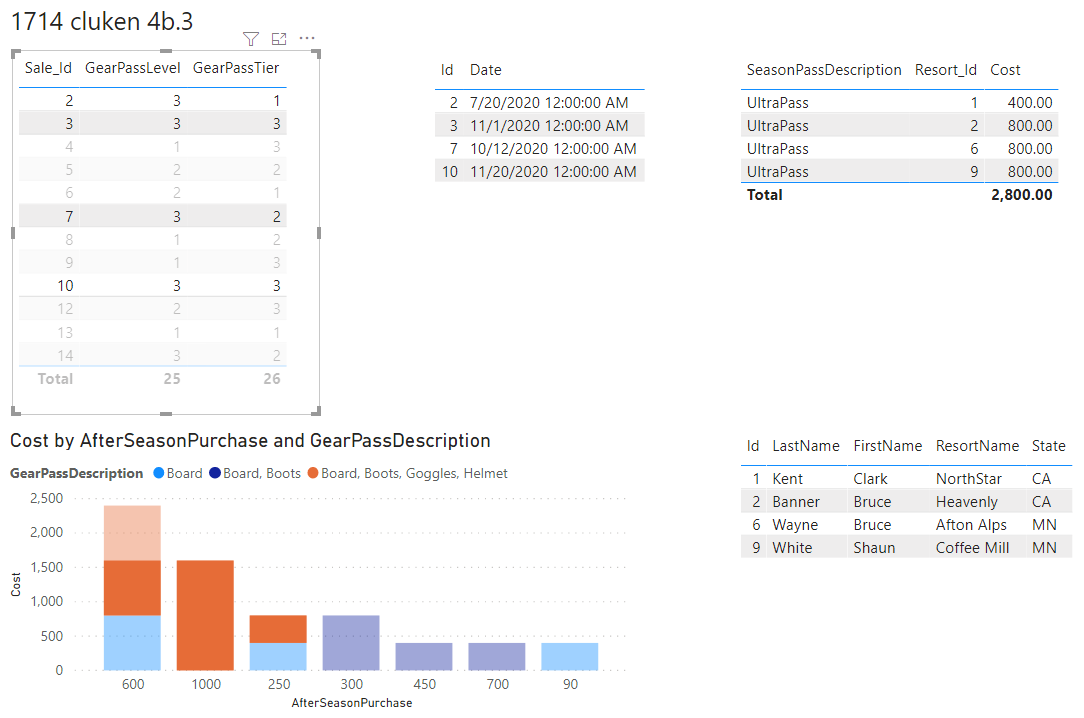 1714 cluken 4b.3
Sale_Id GearPassLevel GearPassTier
2 3 1
3 3 3
4 1 3
5 2 2
6 2 1
7 3 2
8 1 2
9 1 3
10 3 3
12 2 3
13 1 1
14 3 2
Total 25 26
Id Date
2 7/20/2020 12:00:00 AM
3 11/1/2020 12:00:00 AM
7 10/12/2020 12:00:00 AM
10 11/20/2020 12:00:00 AM
SeasonPassDescription Resort_Id Cost
UltraPass 1 400.00
UltraPass 2 800.00
UltraPass 6 800.00
UltraPass 9 800.00
Total 2,800.00
Cost by AfterSeasonPurchase and GearPassDescription
GearPassDescription Board Board, Boots Board, Boots, Goggles, Helmet
2,500
2,000
1,500
1,000
500
0
Cost
600 1000 250 300 450 700 90
AfterSeasonPurchase
Id LastName FirstName ResortName State
1 Kent Clark NorthStar CA
2 Banner Bruce Heavenly CA
6 Wayne Bruce Afton Alps MN
9 White Shaun Coffee Mill MN